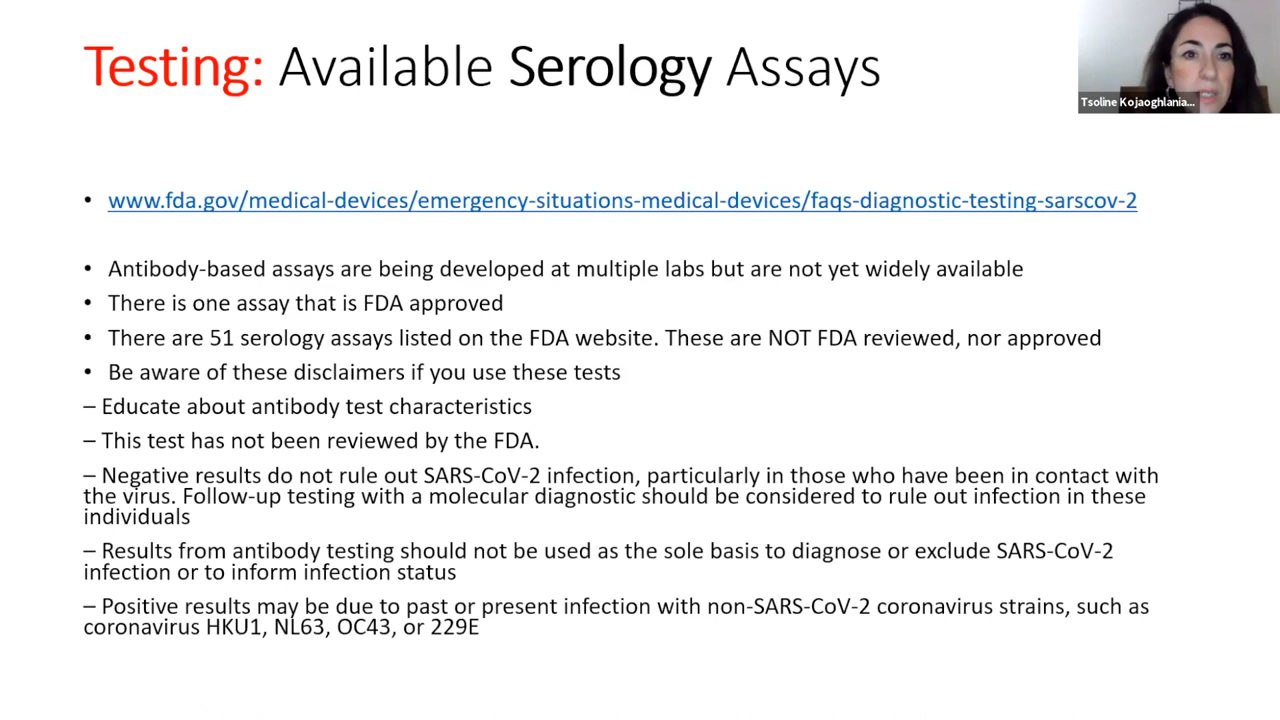 Testing: Available Serology Assays
Tsoline Kojaoghlania...
• www.fda.gov/medical-devices/emergency-situations-medical-devices/faqs-diagnostic-testing-sarscov-2
• Antibody-based assays are being developed at multiple labs but are not yet widely available
• There is one assay that is FDA approved
• There are 51 serology assays listed on the FDA website. These are NOT FDA reviewed, nor approved
• Be aware of these disclaimers if you use these tests
– Educate about antibody test characteristics
– This test has not been reviewed by the FDA.
– Negative results do not rule out SARS-CoV-2 infection, particularly in those who have been in contact with
the virus. Follow-up testing with a molecular diagnostic should be considered to rule out infection in these
individuals
– Results from antibody testing should not be used as the sole basis to diagnose or exclude SARS-CoV-2
infection or to inform infection status
– Positive results may be due to past or present infection with non-SARS-CoV-2 coronavirus strains, such as
coronavirus HKU1, NL63, OC43, or 229E